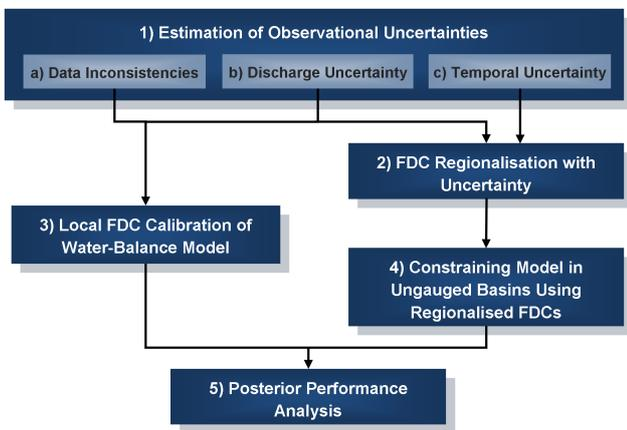 1) Estimation of Observational Uncertainties
a) Data Inconsistencies
b) Discharge Uncertainty
c) Temporal Uncertainty
2) FDC Regionalisation with
Uncertainty
3) Local FDC Calibration of
Water-Balance Model
4) Constraining Model in
Ungauged Basins Using
Regionalised FDCs
5) Posterior Performance
Analysis